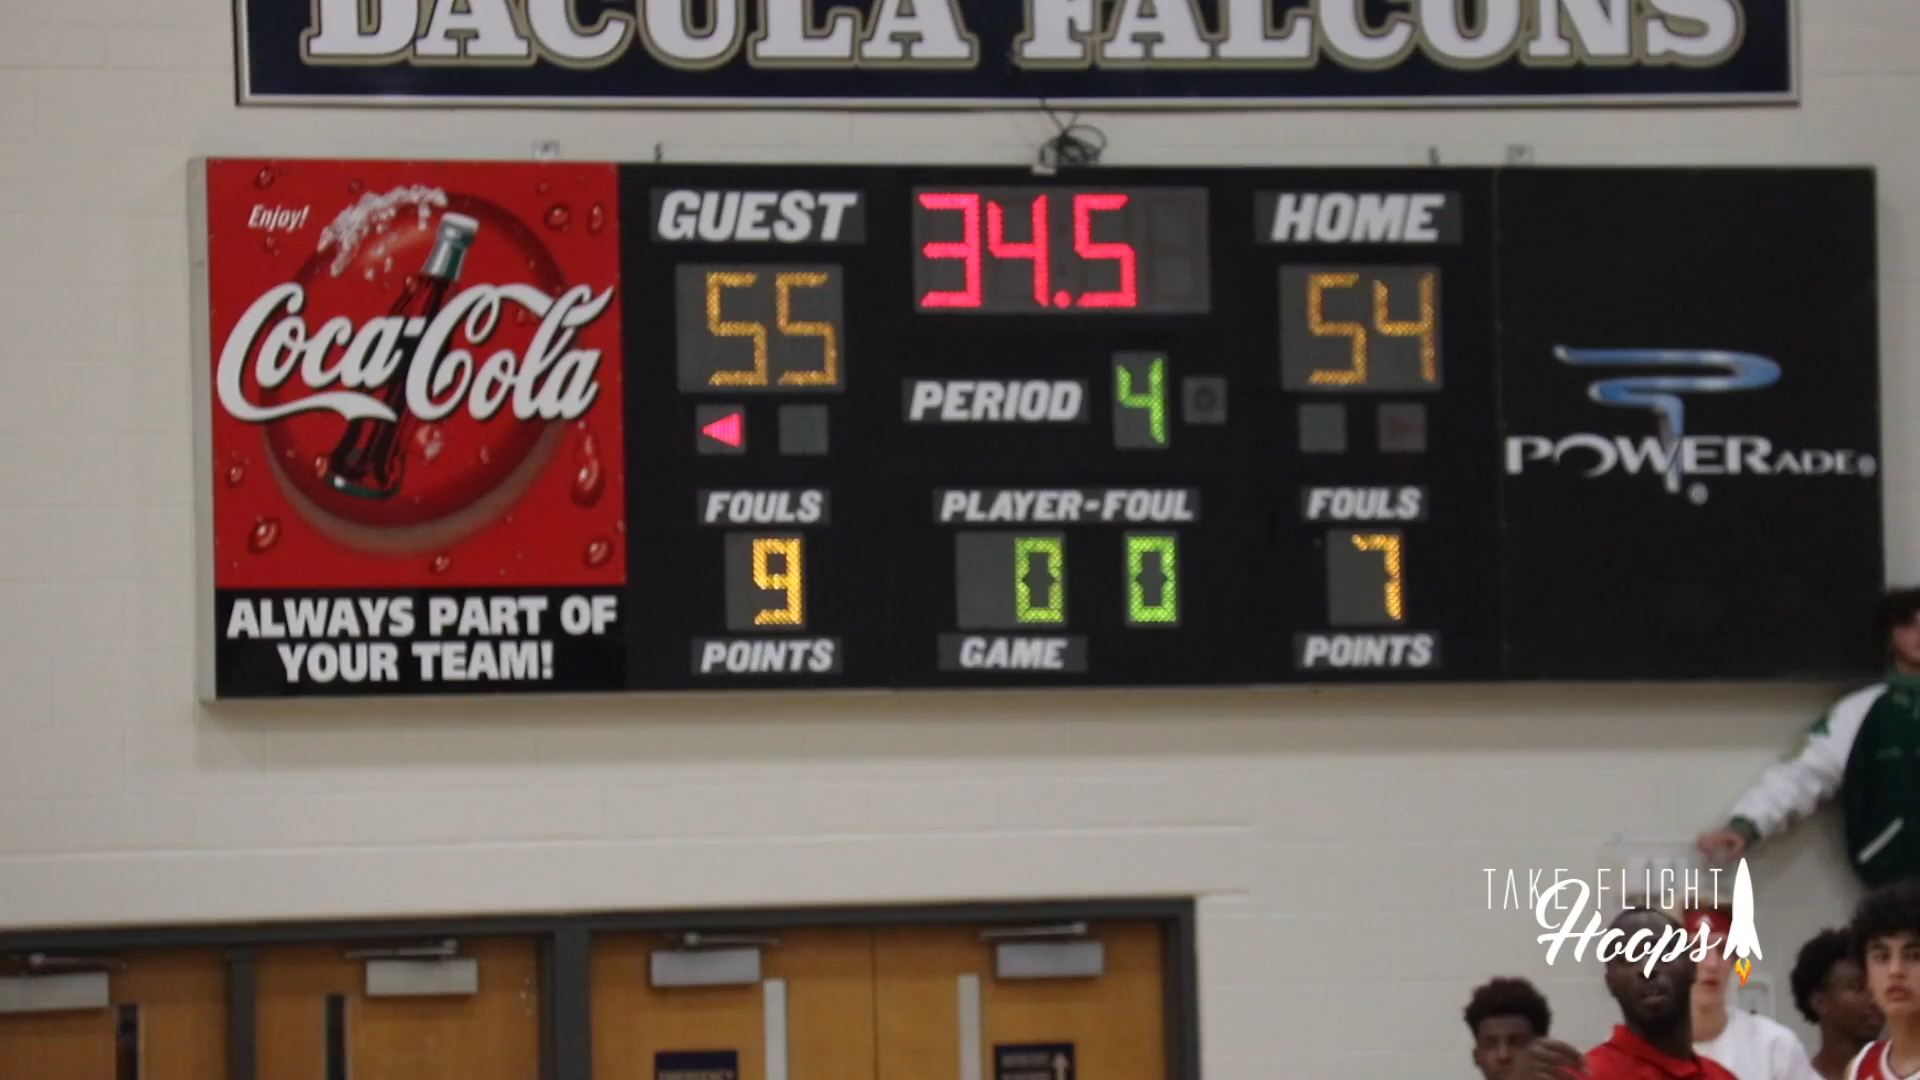 DACULA FALCONS
Enjoy!
Coca-Cola
ALWAYS PART OF
YOUR TEAM!
GUEST
34.5
HOME
55
54
PERIOD 4
FOULS
PLAYER-FOUL
FOULS
9
0 0
7
POINTS
GAME
POINTS
POWERADE®
®
TAKE FLIGHT
Hoops